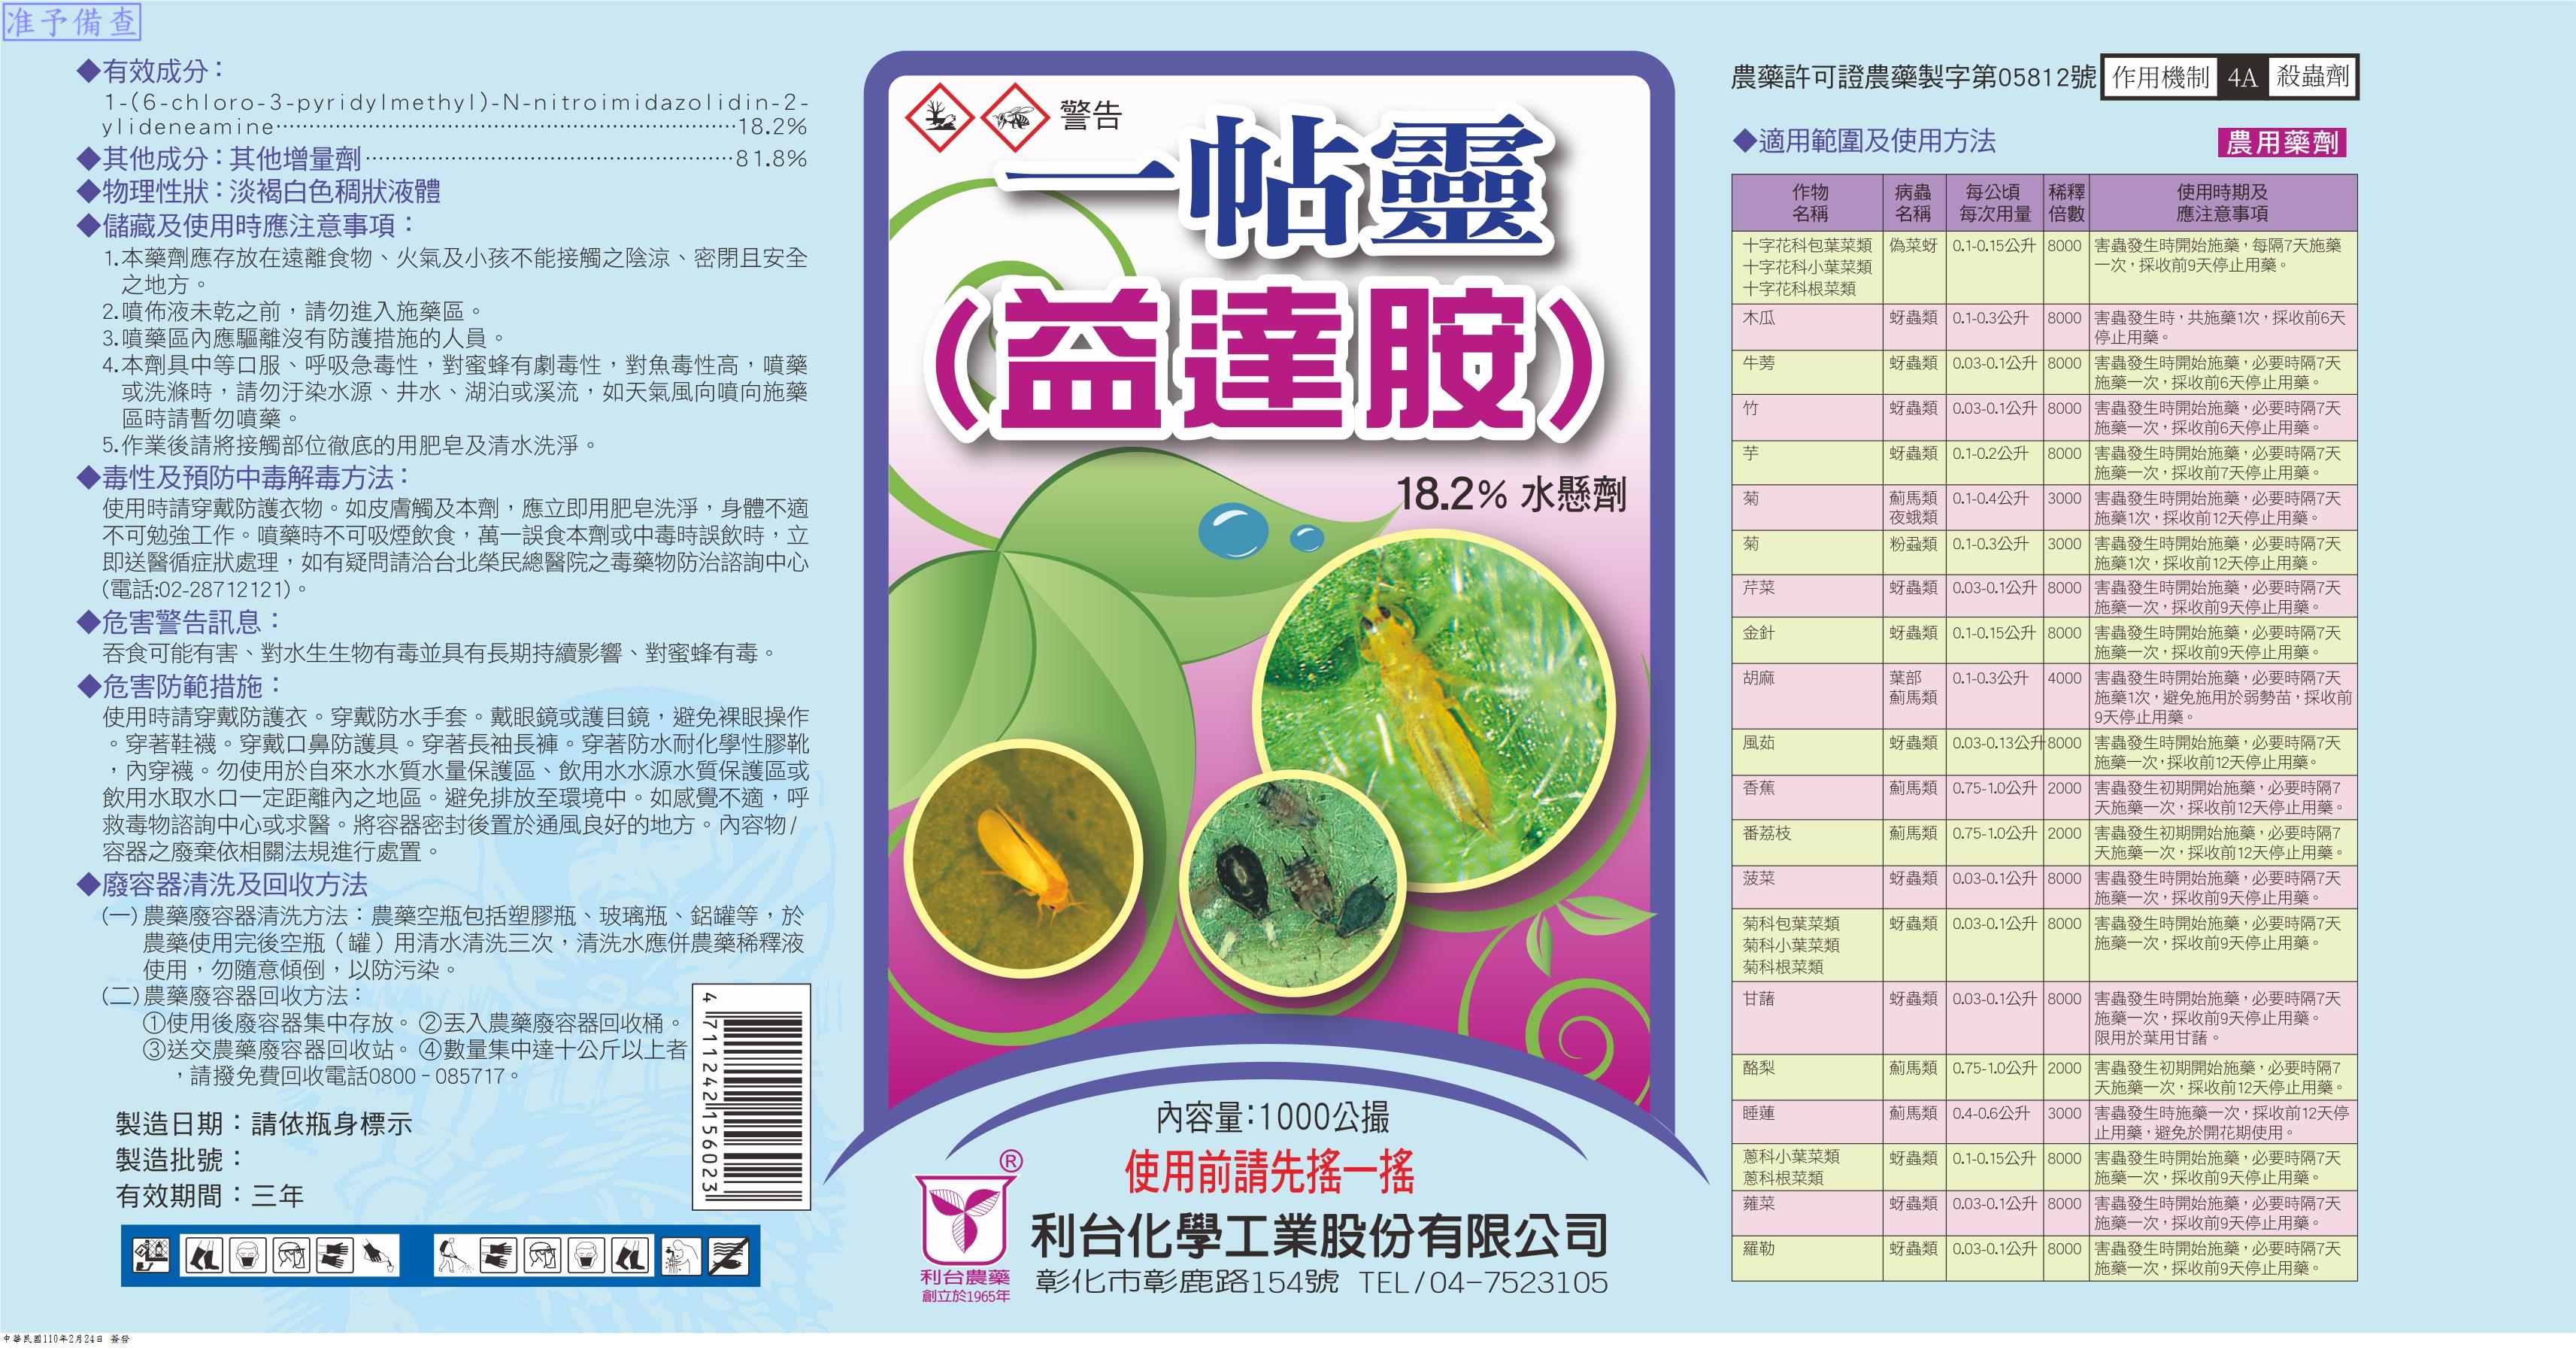 准予備查
◆有效成分：
1-(6-chloro-3-pyridylmethyl)-N-nitroimidazolidin-2-
ylideneamine⋯⋯⋯⋯⋯⋯⋯⋯⋯⋯⋯⋯⋯⋯⋯⋯18.2%
◆其他成分：其他增量劑⋯⋯⋯⋯⋯⋯⋯⋯⋯⋯⋯⋯81.8%
◆物理性狀：淡褐白色稠狀液體
◆儲藏及使用時應注意事項：
1.本藥劑應存放在遠離食物、火氣及小孩不能接觸之陰涼、密閉且安全
之地方。
2.噴佈液未乾之前，請勿進入施藥區。
3.噴藥區內應驅離沒有防護措施的人員。
4.本劑具中等口服、呼吸急毒性，對蜜蜂有劇毒性，對魚毒性高，噴藥
或洗滌時，請勿汙染水源、井水、湖泊或溪流，如天氣風向噴向施藥
區時請暫勿噴藥。
5.作業後請將接觸部位徹底的用肥皂及清水洗淨。
◆毒性及預防中毒解毒方法：
使用時請穿戴防護衣物。如皮膚觸及本劑，應立即用肥皂洗淨，身體不適
不可勉強工作。噴藥時不可吸煙飲食，萬一誤食本劑或中毒時誤飲時，立
即送醫循症狀處理，如有疑問請洽台北榮民總醫院之毒藥物防治諮詢中心
(電話:02-28712121)。
◆危害警告訊息：
吞食可能有害、對水生生物有毒並具有長期持續影響、對蜜蜂有毒。
◆危害防範措施：
使用時請穿戴防護衣。穿戴防水手套。戴眼鏡或護目鏡，避免裸眼操作
。穿著鞋襪。穿戴口鼻防護具。穿著長袖長褲。穿著防水耐化學性膠靴
，內穿襪。勿使用於自來水水質水量保護區、飲用水水源水質保護區或
飲用水取水口一定距離內之地區。避免排放至環境中。如感覺不適，呼
救毒物諮詢中心或求醫。將容器密封後置於通風良好的地方。內容物/
容器之廢棄依相關法規進行處置。
◆廢容器清洗及回收方法
(一)農藥廢容器清洗方法：農藥空瓶包括塑膠瓶、玻璃瓶、鋁罐等，於
農藥使用完後空瓶（罐）用清水清洗三次，清洗水應併農藥稀釋液
使用，勿隨意傾倒，以防污染。
(二)農藥廢容器回收方法：
①使用後廢容器集中存放。②丟入農藥廢容器回收桶。
③送交農藥廢容器回收站。④數量集中達十公斤以上者
，請撥免費回收電話0800-085717。
製造日期：請依瓶身標示
製造批號：
有效期間：三年
4 711242 156023
警告
一帖靈
(益達胺)
18.2% 水懸劑
內容量：1000公撮
使用前請先搖一搖
®
利台農藥
創立於1965年
利台化學工業股份有限公司
彰化市彰鹿路154號 TEL/04-7523105
農藥許可證農藥製字第05812號 作用機制 4A 殺蟲劑
◆適用範圍及使用方法 農用藥劑
作物名稱 病蟲名稱 每公頃每次用量 稀釋倍數 使用時期及應注意事項
十字花科包葉菜類 偽菜蚜 0.1-0.15公升 8000 害蟲發生時開始施藥，每隔7天施藥
十字花科小葉菜類 一次，採收前9天停止用藥。
十字花科根菜類
木瓜 蚜蟲類 0.1-0.3公升 8000 害蟲發生時，共施藥1次，採收前6天
停止用藥。
牛蒡 蚜蟲類 0.03-0.1公升 8000 害蟲發生時開始施藥，必要時隔7天
施藥一次，採收前6天停止用藥。
竹 蚜蟲類 0.03-0.1公升 8000 害蟲發生時開始施藥，必要時隔7天
施藥一次，採收前6天停止用藥。
芋 蚜蟲類 0.1-0.2公升 8000 害蟲發生時開始施藥，必要時隔7天
施藥一次，採收前7天停止用藥。
菊 薊馬類 0.1-0.4公升 3000 害蟲發生時開始施藥，必要時隔7天
夜蛾類 施藥1次，採收前12天停止用藥。
菊 粉蝨類 0.1-0.3公升 3000 害蟲發生時開始施藥，必要時隔7天
施藥1次，採收前12天停止用藥。
芹菜 蚜蟲類 0.03-0.1公升 8000 害蟲發生時開始施藥，必要時隔7天
施藥一次，採收前9天停止用藥。
金針 蚜蟲類 0.1-0.15公升 8000 害蟲發生時開始施藥，必要時隔7天
施藥一次，採收前9天停止用藥。
胡麻 葉部 0.1-0.3公升 4000 害蟲發生時開始施藥，必要時隔7天
薊馬類 施藥1次，避免施用於弱勢苗，採收前
9天停止用藥。
風茹 蚜蟲類 0.03-0.13公升 8000 害蟲發生時開始施藥，必要時隔7天
施藥一次，採收前12天停止用藥。
香蕉 薊馬類 0.75-1.0公升 2000 害蟲發生初期開始施藥，必要時隔7
天施藥一次，採收前12天停止用藥。
番荔枝 薊馬類 0.75-1.0公升 2000 害蟲發生初期開始施藥，必要時隔7
天施藥一次，採收前12天停止用藥。
菠菜 蚜蟲類 0.03-0.1公升 8000 害蟲發生時開始施藥，必要時隔7天
施藥一次，採收前9天停止用藥。
菊科包葉菜類 蚜蟲類 0.03-0.1公升 8000 害蟲發生時開始施藥，必要時隔7天
菊科小葉菜類 施藥一次，採收前9天停止用藥。
菊科根菜類
甘藷 蚜蟲類 0.03-0.1公升 8000 害蟲發生時開始施藥，必要時隔7天
施藥一次，採收前9天停止用藥。
限用於葉用甘藷。
酪梨 薊馬類 0.75-1.0公升 2000 害蟲發生初期開始施藥，必要時隔7
天施藥一次，採收前12天停止用藥。
睡蓮 薊馬類 0.4-0.6公升 3000 害蟲發生時施藥一次，採收前12天停
止用藥，避免於開花期使用。
蔥科小葉菜類 蚜蟲類 0.1-0.15公升 8000 害蟲發生時開始施藥，必要時隔7天
蔥科根菜類 施藥一次，採收前9天停止用藥。
蕹菜 蚜蟲類 0.03-0.1公升 8000 害蟲發生時開始施藥，必要時隔7天
施藥一次，採收前9天停止用藥。
羅勒 蚜蟲類 0.03-0.1公升 8000 害蟲發生時開始施藥，必要時隔7天
施藥一次，採收前9天停止用藥。
中華民國110年2月24日 簽發